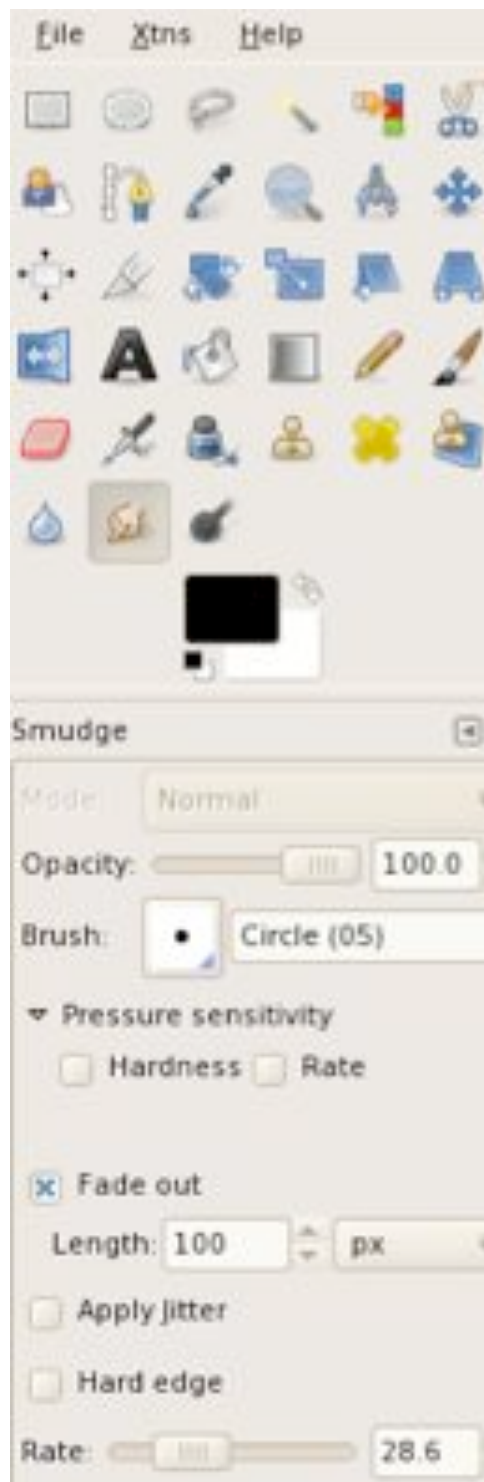 File Xtns Help
Smudge
Mode: Normal
Opacity: 100.0
Brush: Circle (05)
Pressure sensitivity
Hardness Rate
Fade out
Length: 100 px
Apply Jitter
Hard edge
Rate: 28.6